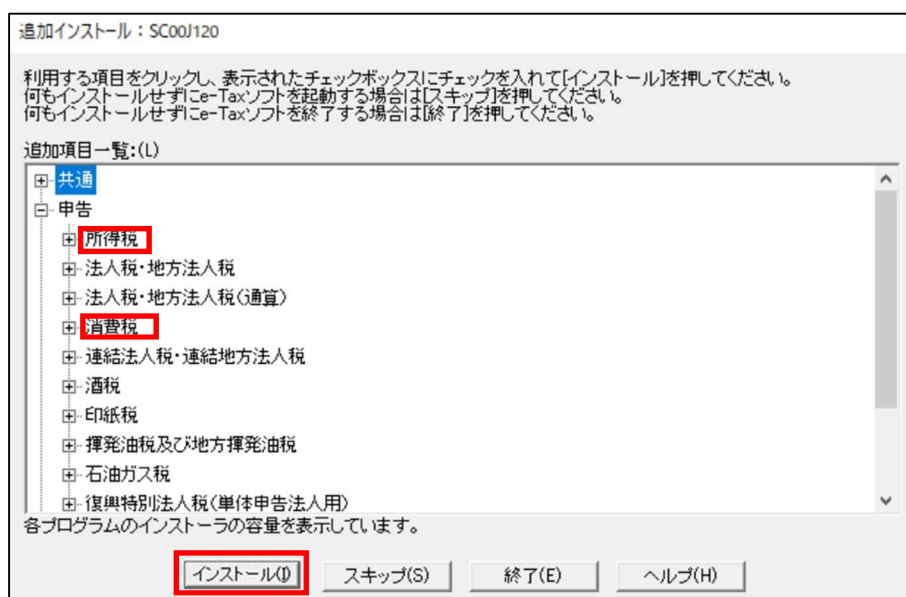 追加インストール：SC00J120
利用する項目をクリックし、表示されたチェックボックスにチェックを入れて[インストール]を押してください。
何もインストールせずにe-Taxソフトを起動する場合は[スキップ]を押してください。
何もインストールせずにe-Taxソフトを終了する場合は[終了]を押してください。
追加項目一覧:(L)
共通
申告
所得税
法人税・地方法人税
法人税・地方法人税(通算)
消費税
連結法人税・連結地方法人税
酒税
印紙税
揮発油税及び地方揮発油税
石油ガス税
復興特別法人税(単体申告法人用)
各プログラムのインストーラの容量を表示しています。
インストール(I) スキップ(S) 終了(E) ヘルプ(H)